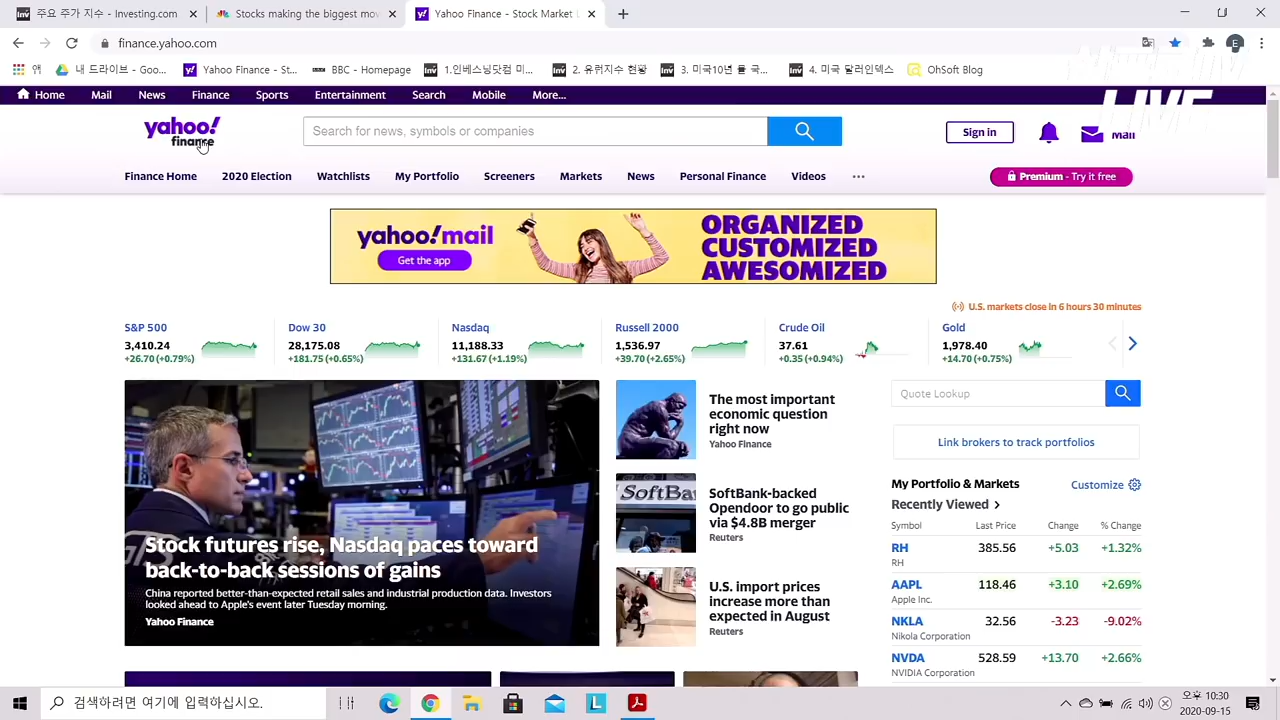 주요 주가 지수 - Investing.com
Stocks making the biggest mov
Yahoo Finance - Stock Market L
finance.yahoo.com
앱
내 드라이브 - Goo...
Yahoo Finance - St...
BBC - Homepage
1.인베스닝닷컴 미...
2. 유럽지수 현황
3. 미국10년 률 국...
4. 미국 달러인덱스
OhSoft Blog
LIVE
Home
Mail
News
Finance
Sports
Entertainment
Search
Mobile
More...
yahoo!
finance
Search for news, symbols or companies
Sign in
Mail
Finance Home
2020 Election
Watchlists
My Portfolio
Screeners
Markets
News
Personal Finance
Videos
Premium - Try it free
yahoo!mail
Get the app
ORGANIZED
CUSTOMIZED
AWESOMIZED
U.S. markets close in 6 hours 30 minutes
S&P 500
3,410.24
+26.70 (+0.79%)
Dow 30
28,175.08
+181.75 (+0.65%)
Nasdaq
11,188.33
+131.67 (+1.19%)
Russell 2000
1,536.97
+39.70 (+2.65%)
Crude Oil
37.61
+0.35 (+0.94%)
Gold
1,978.40
+14.70 (+0.75%)
Stock futures rise, Nasdaq paces toward
back-to-back sessions of gains
China reported better-than-expected retail sales and industrial production data. Investors
looked ahead to Apple's event later Tuesday morning.
Yahoo Finance
The most important
economic question
right now
Yahoo Finance
SoftBank-backed
Opendoor to go public
via $4.8B merger
Reuters
U.S. import prices
increase more than
expected in August
Reuters
Quote Lookup
Link brokers to track portfolios
My Portfolio & Markets
Customize
Recently Viewed
Symbol Last Price Change % Change
RH 385.56 +5.03 +1.32%
RH
AAPL 118.46 +3.10 +2.69%
Apple Inc.
NKLA 32.56 -3.23 -9.02%
Nikola Corporation
NVDA 528.59 +13.70 +2.66%
NVIDIA Corporation
검색하려면 여기에 입력하십시오.
오후 10:30
2020-09-15